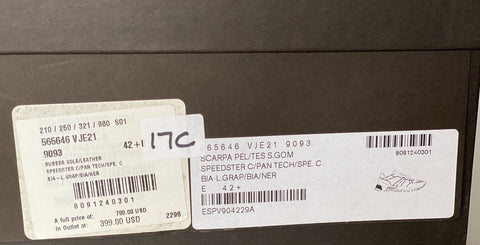 210 / 250 / 321 / 980 S01
565646 VJE21
9093 42+
RUBBER SOLE/LEATHER
SPEEDSTER C/PAN TECH/SPE. C
BIA-L.GRAP/BIA/NER
8091240301
A full price of: 790.00 USD
In Outlet at: 399.00 USD 2296
17C
565646 VJE21 9093
SCARPA PEL/TES S.GOM
SPEEDSTER C/PAN TECH/SPE. C
BIA-L.GRAP/BIA/NER
E 42+
ESPV904229A
8091240301